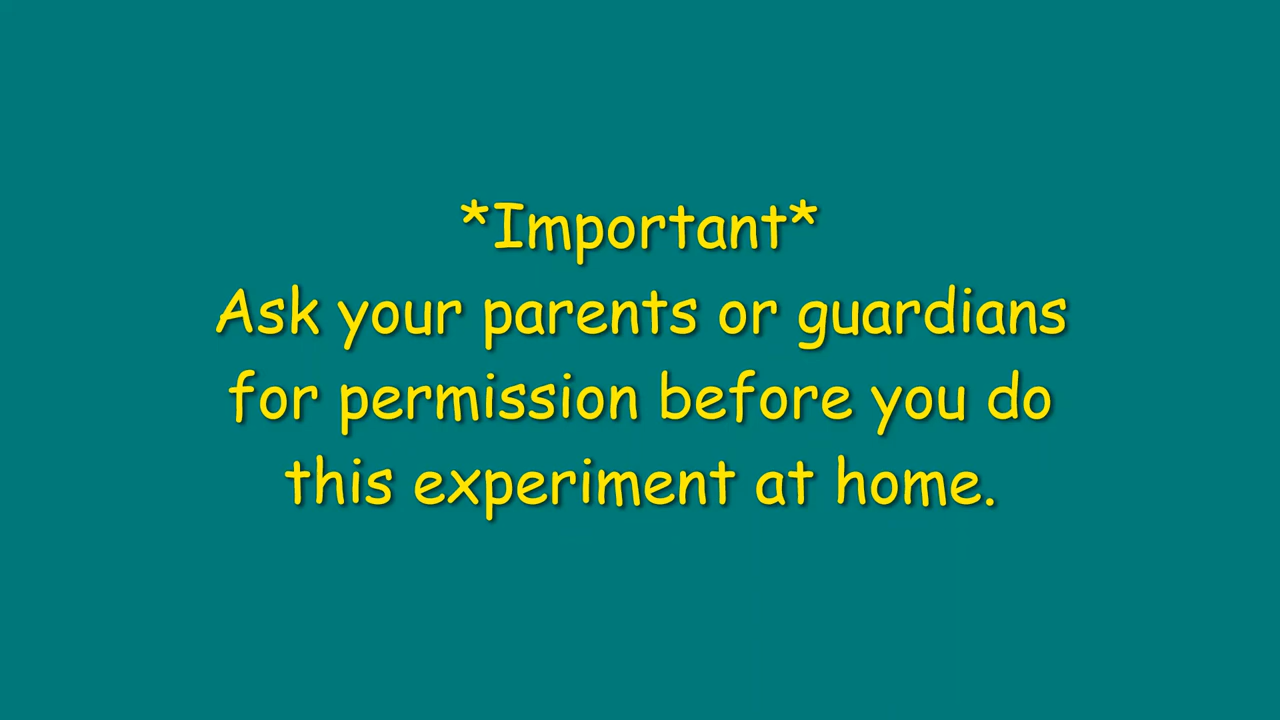 *Important*
Ask your parents or guardians
for permission before you do
this experiment at home.